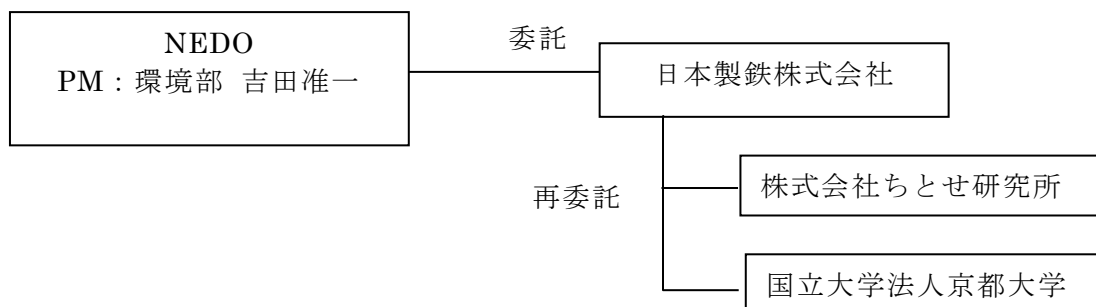 NEDO
PM：環境部 吉田准一
委託
日本製鉄株式会社
再委託
株式会社ちとせ研究所
国立大学法人京都大学